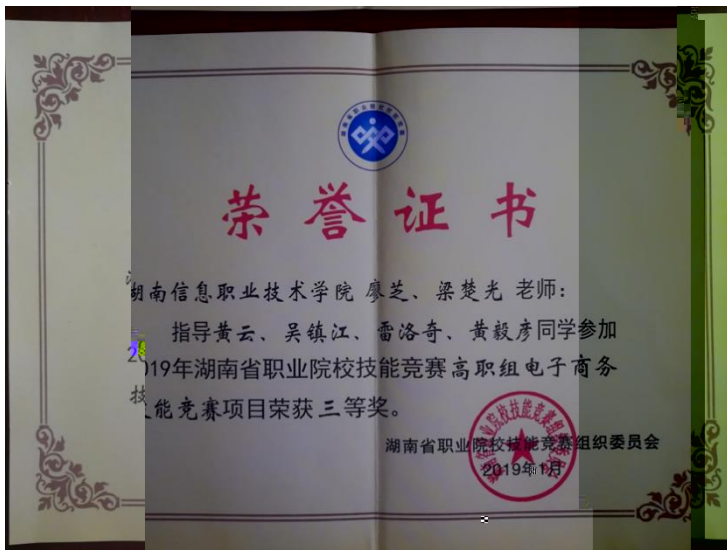 荣誉证书
湖南信息职业技术学院 廖芝、梁楚光 老师：
指导黄云、吴镇江、雷洛奇、黄毅彦同学参加
2019年湖南省职业院校技能竞赛高职组电子商务
技能竞赛项目荣获三等奖。
湖南省职业院校技能竞赛组织委员会
2019年1月